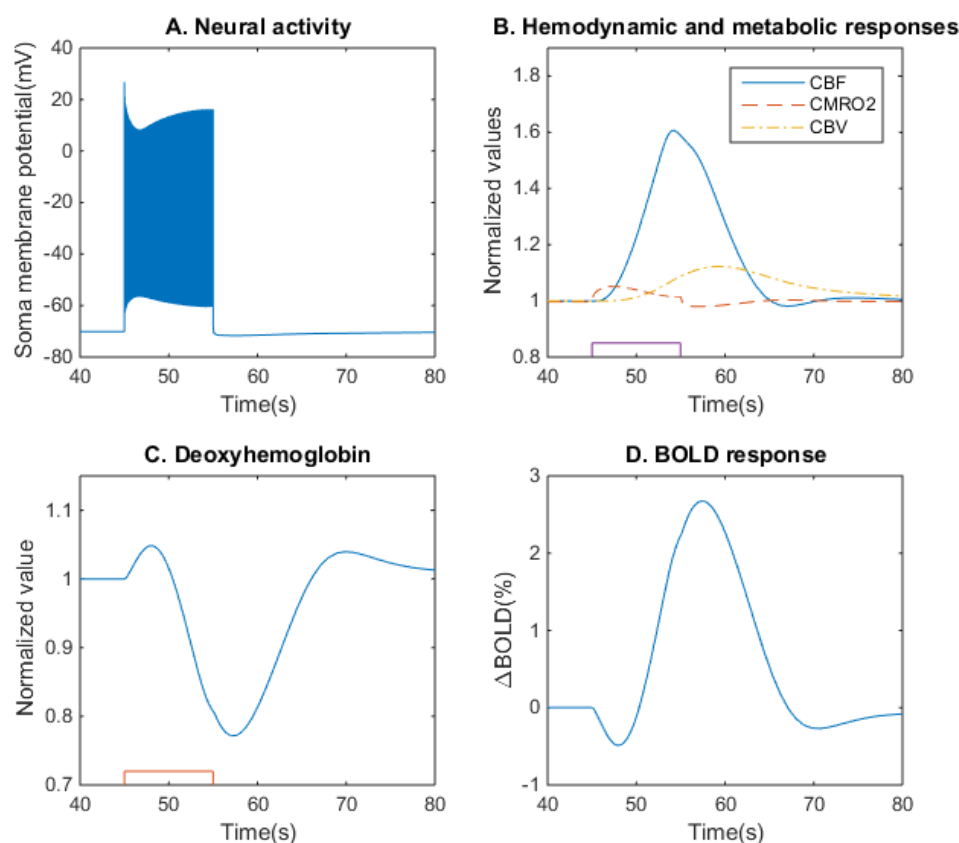 A. Neural activity
Soma membrane potential(mV)
40
20
0
-20
-40
-60
-80
40 50 60 70 80
Time(s)
B. Hemodynamic and metabolic responses
Normalized values
1.8
1.6
1.4
1.2
1
0.8
CBF
CMRO2
CBV
40 50 60 70 80
Time(s)
C. Deoxyhemoglobin
Normalized value
1.1
1
0.9
0.8
0.7
40 50 60 70 80
Time(s)
D. BOLD response
ΔBOLD(%)
3
2
1
0
-1
40 50 60 70 80
Time(s)